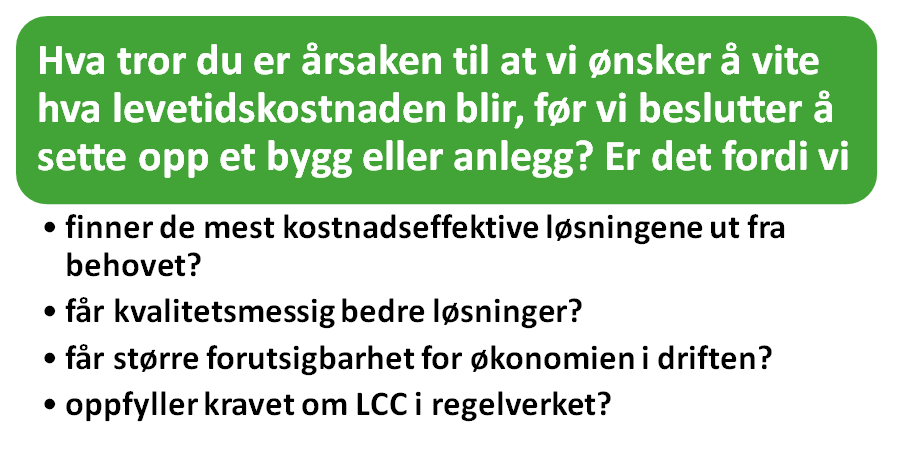 Hva tror du er årsaken til at vi ønsker å vite
hva levetidskostnaden blir, før vi beslutter å
sette opp et bygg eller anlegg? Er det fordi vi
• finner de mest kostnadseffektive løsningene ut fra
behovet?
• får kvalitetsmessig bedre løsninger?
• får større forutsigbarhet for økonomien i driften?
• oppfyller kravet om LCC i regelverket?